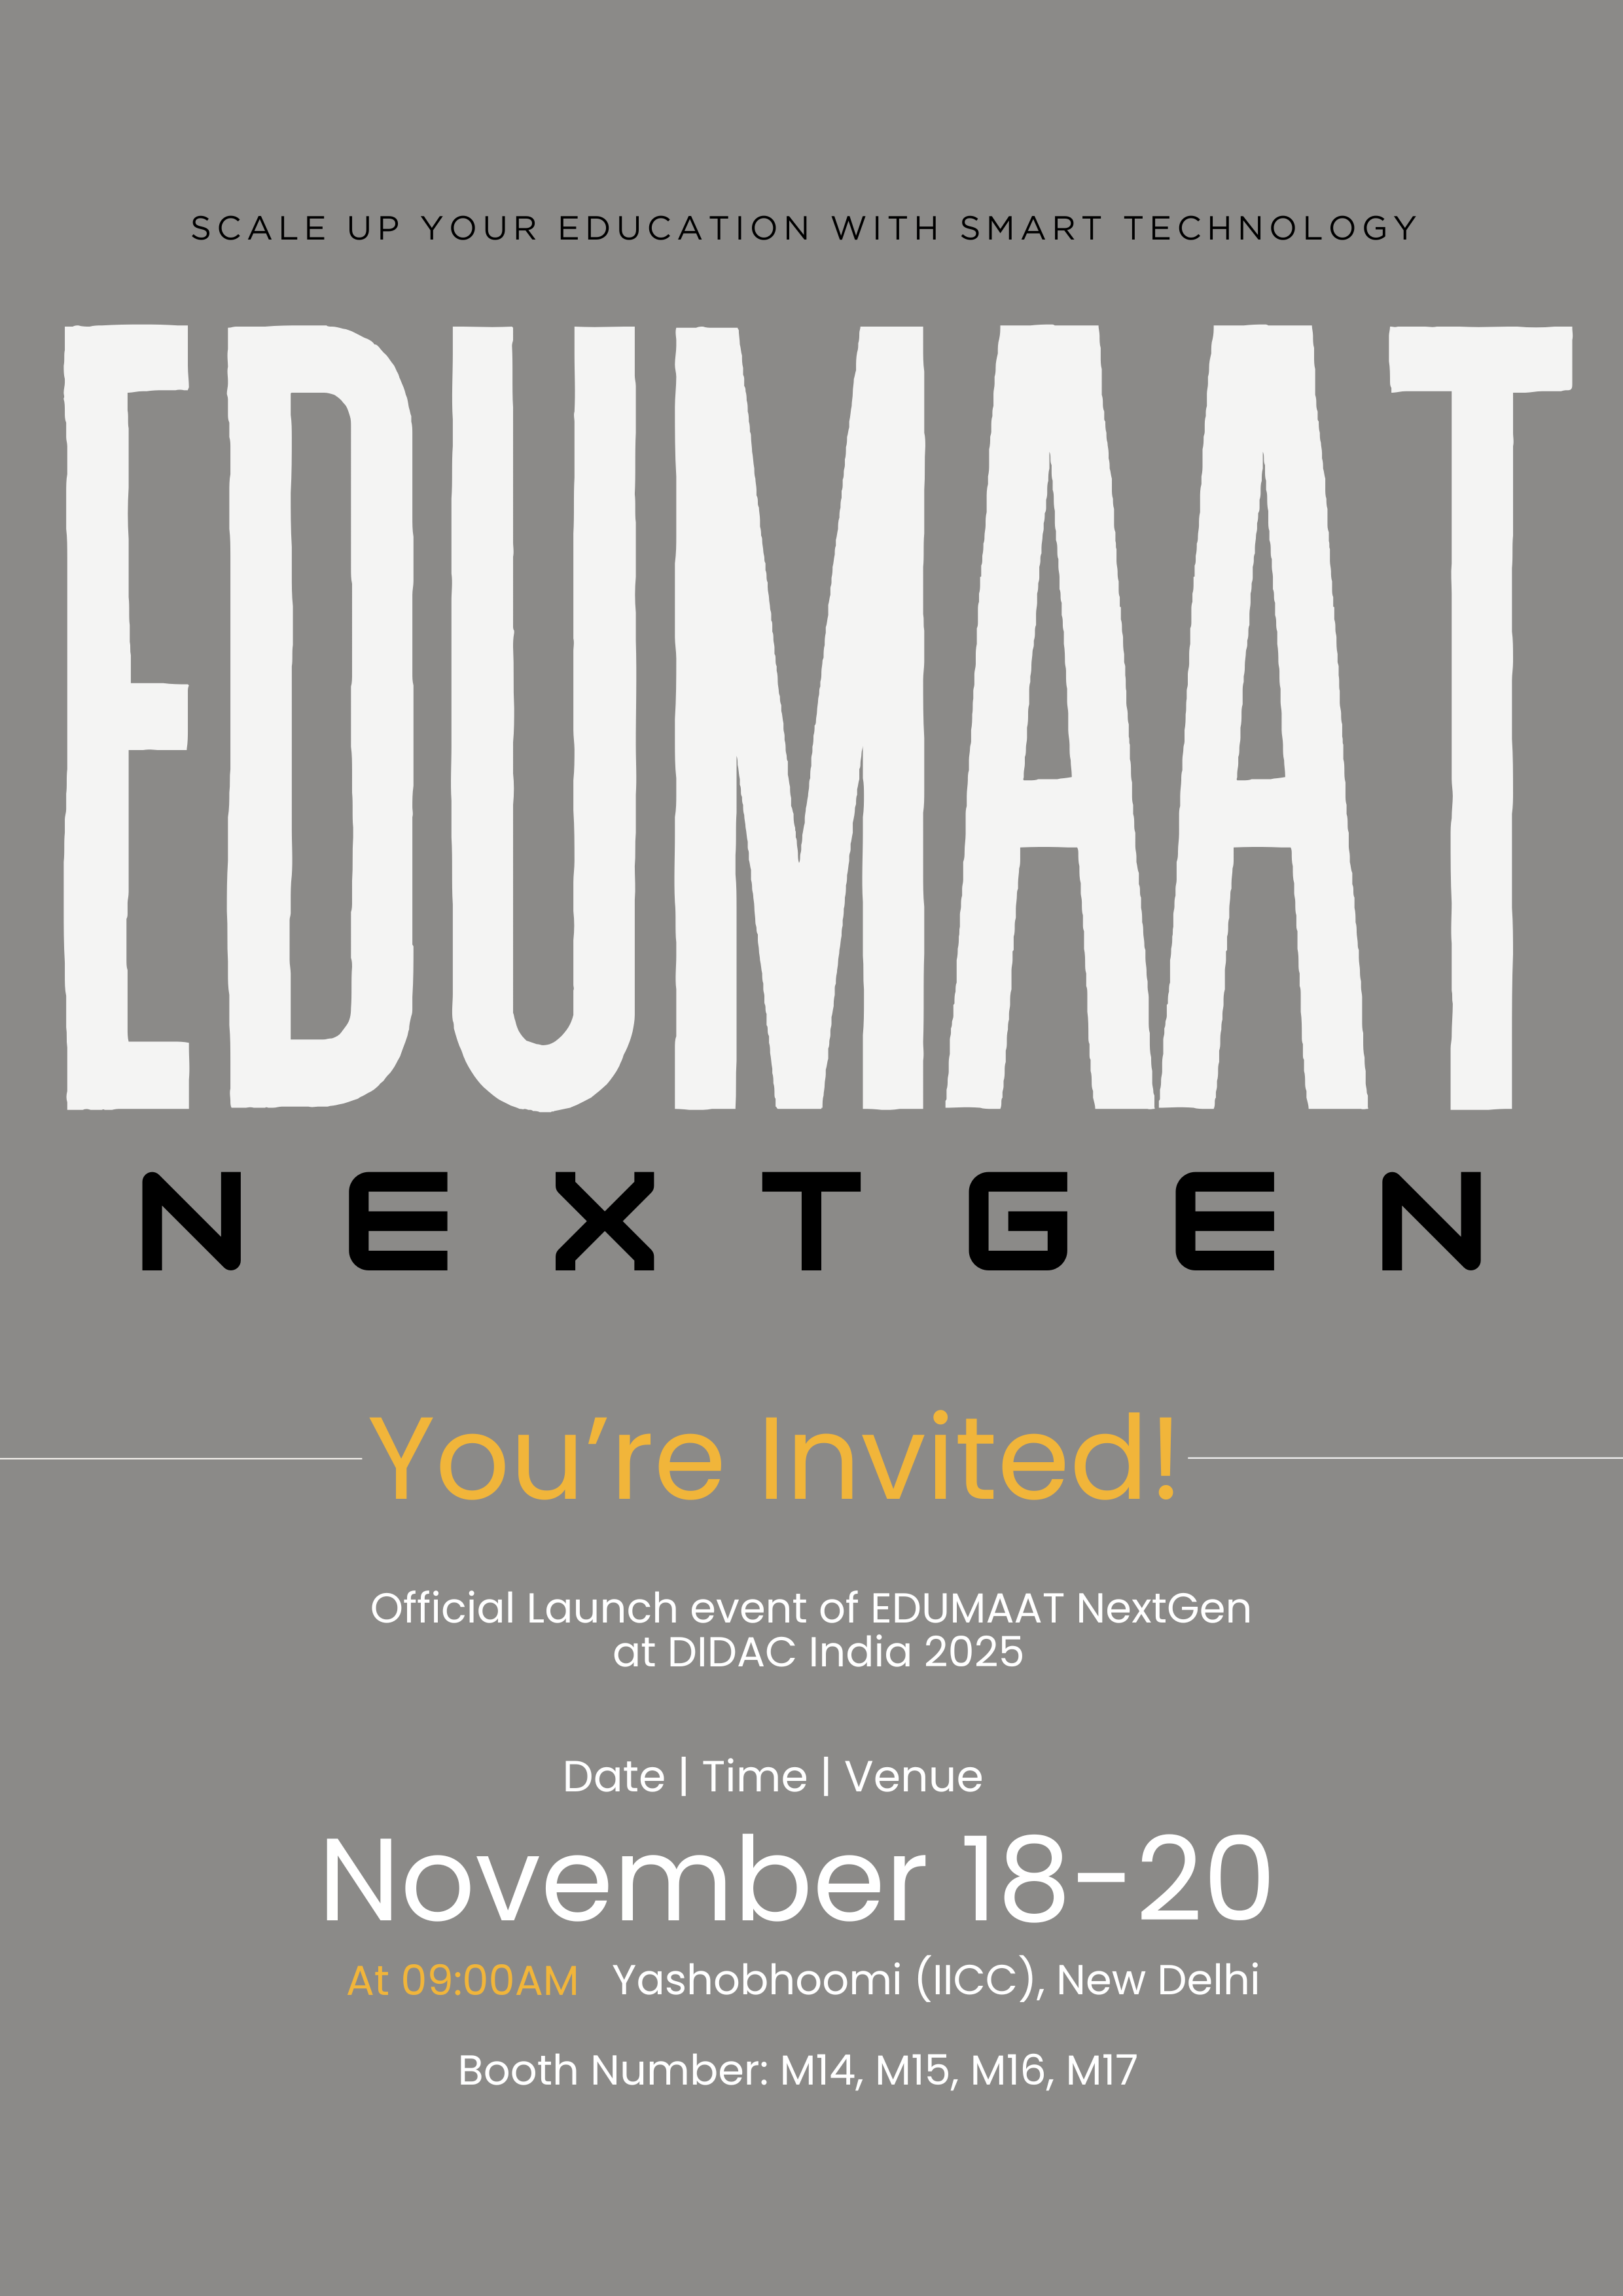 SCALE UP YOUR EDUCATION WITH SMART TECHNOLOGY
EDUMAAT
NEXTGEN
You’re Invited!
Official Launch event of EDUMAAT NextGen
at DIDAC India 2025
Date | Time | Venue
November 18-20
At 09:00AM Yashobhoomi (IICC), New Delhi
Booth Number: M14, M15, M16, M17